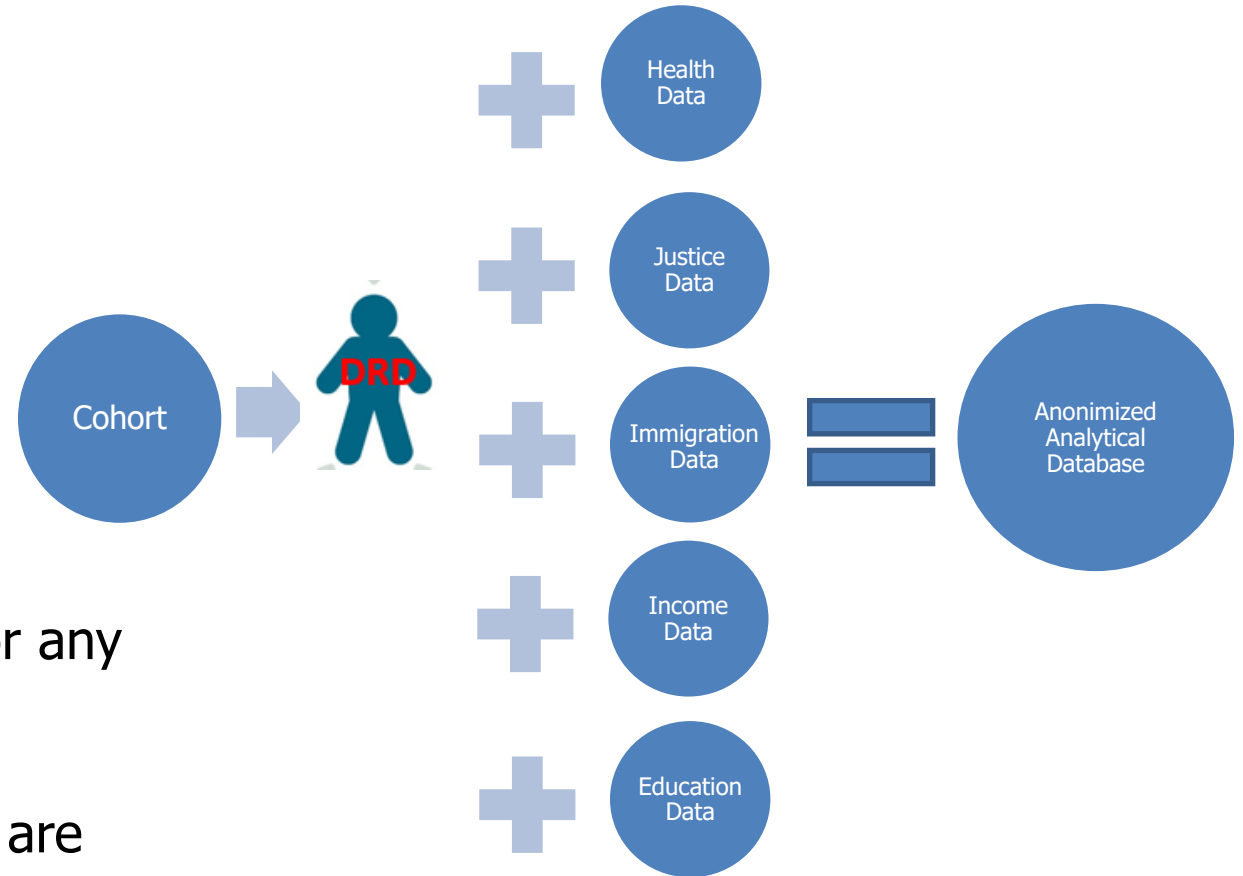 Health
Data
Justice
Data
DRD
Cohort
Immigration
Data
Anonimized
Analytical
Database
Income
Data
r any
Education
Data
are